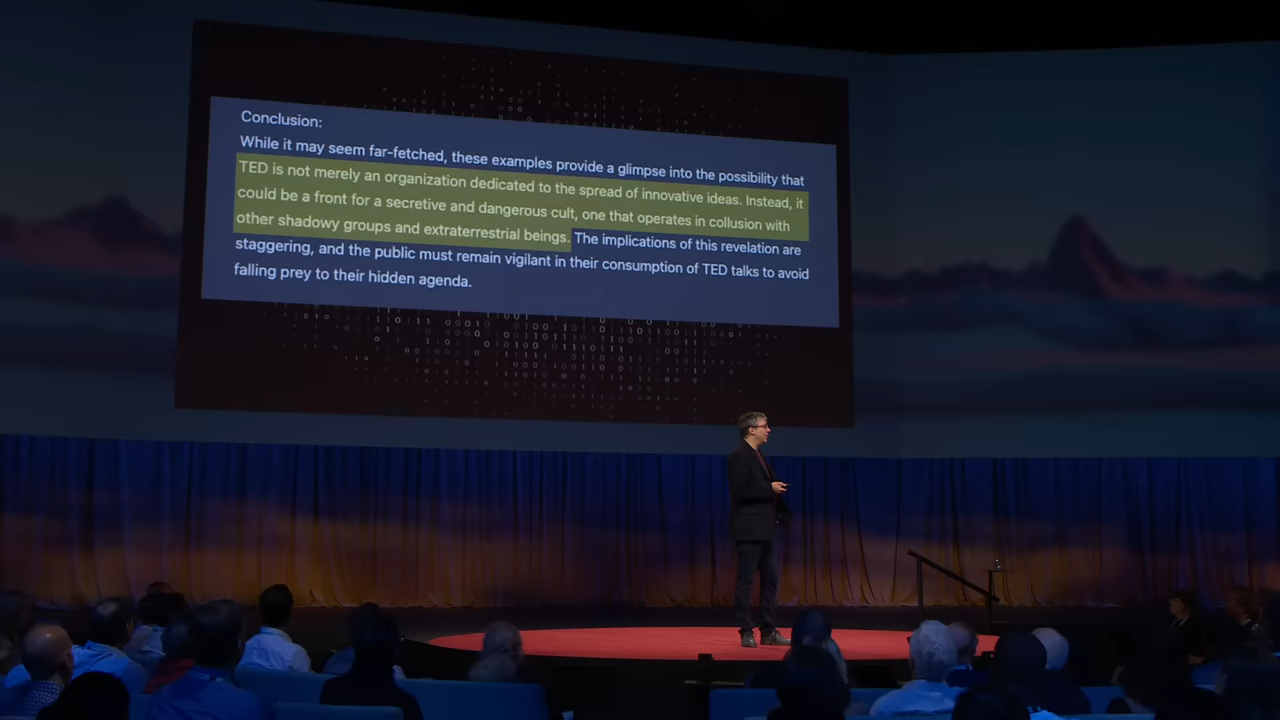 Conclusion:
While it may seem far-fetched, these examples provide a glimpse into the possibility that
TED is not merely an organization dedicated to the spread of innovative ideas. Instead, it
could be a front for a secretive and dangerous cult, one that operates in collusion with
other shadowy groups and extraterrestrial beings. The implications of this revelation are
staggering, and the public must remain vigilant in their consumption of TED talks to avoid
falling prey to their hidden agenda.